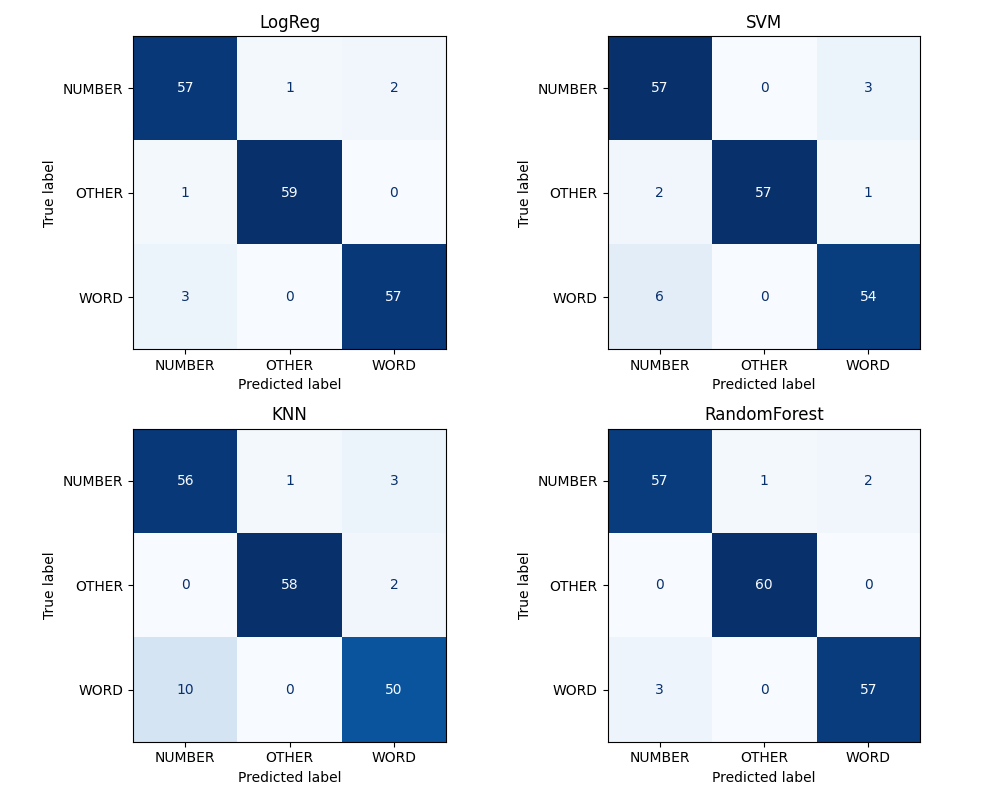 LogReg
True label
NUMBER 57 1 2
OTHER 1 59 0
WORD 3 0 57
NUMBER OTHER WORD
Predicted label
SVM
True label
NUMBER 57 0 3
OTHER 2 57 1
WORD 6 0 54
NUMBER OTHER WORD
Predicted label
KNN
True label
NUMBER 56 1 3
OTHER 0 58 2
WORD 10 0 50
NUMBER OTHER WORD
Predicted label
RandomForest
True label
NUMBER 57 1 2
OTHER 0 60 0
WORD 3 0 57
NUMBER OTHER WORD
Predicted label